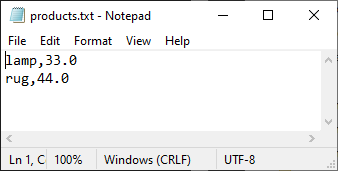 products.txt - Notepad
File Edit Format View Help
lamp,33.0
rug,44.0
Ln 1, C 100% Windows (CRLF) UTF-8